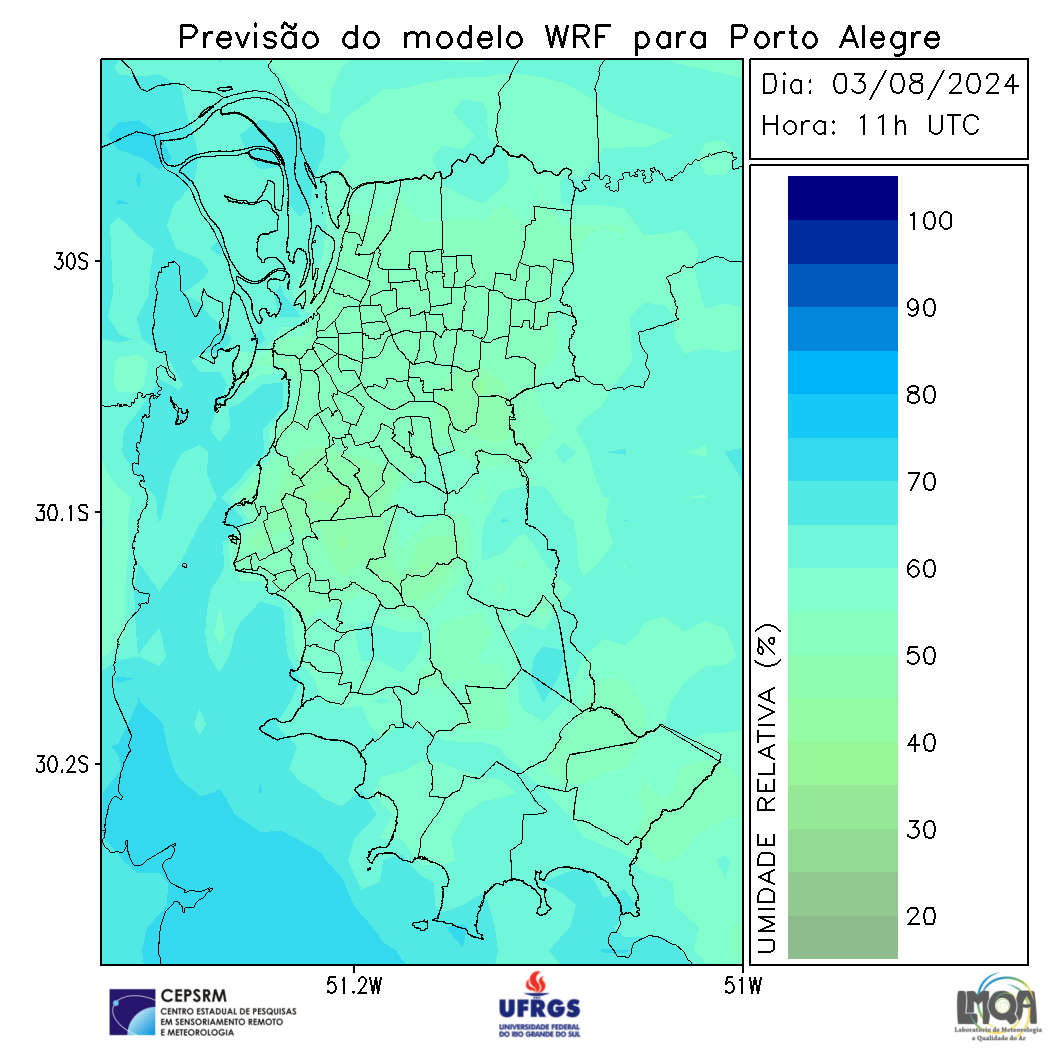 Previsão do modelo WRF para Porto Alegre
Dia: 03/08/2024
Hora: 11h UTC
100
90
80
70
60
50
40
30
20
UMIDADE RELATIVA (%)
30S
30.1S
30.2S
51.2W
51W
CEPSRM
CENTRO ESTADUAL DE PESQUISAS
EM SENSORIAMENTO REMOTO
E METEOROLOGIA
UFRGS
UNIVERSIDADE FEDERAL
DO RIO GRANDE DO SUL
LMQA
Laboratório de Meteorologia
e Qualidade do Ar